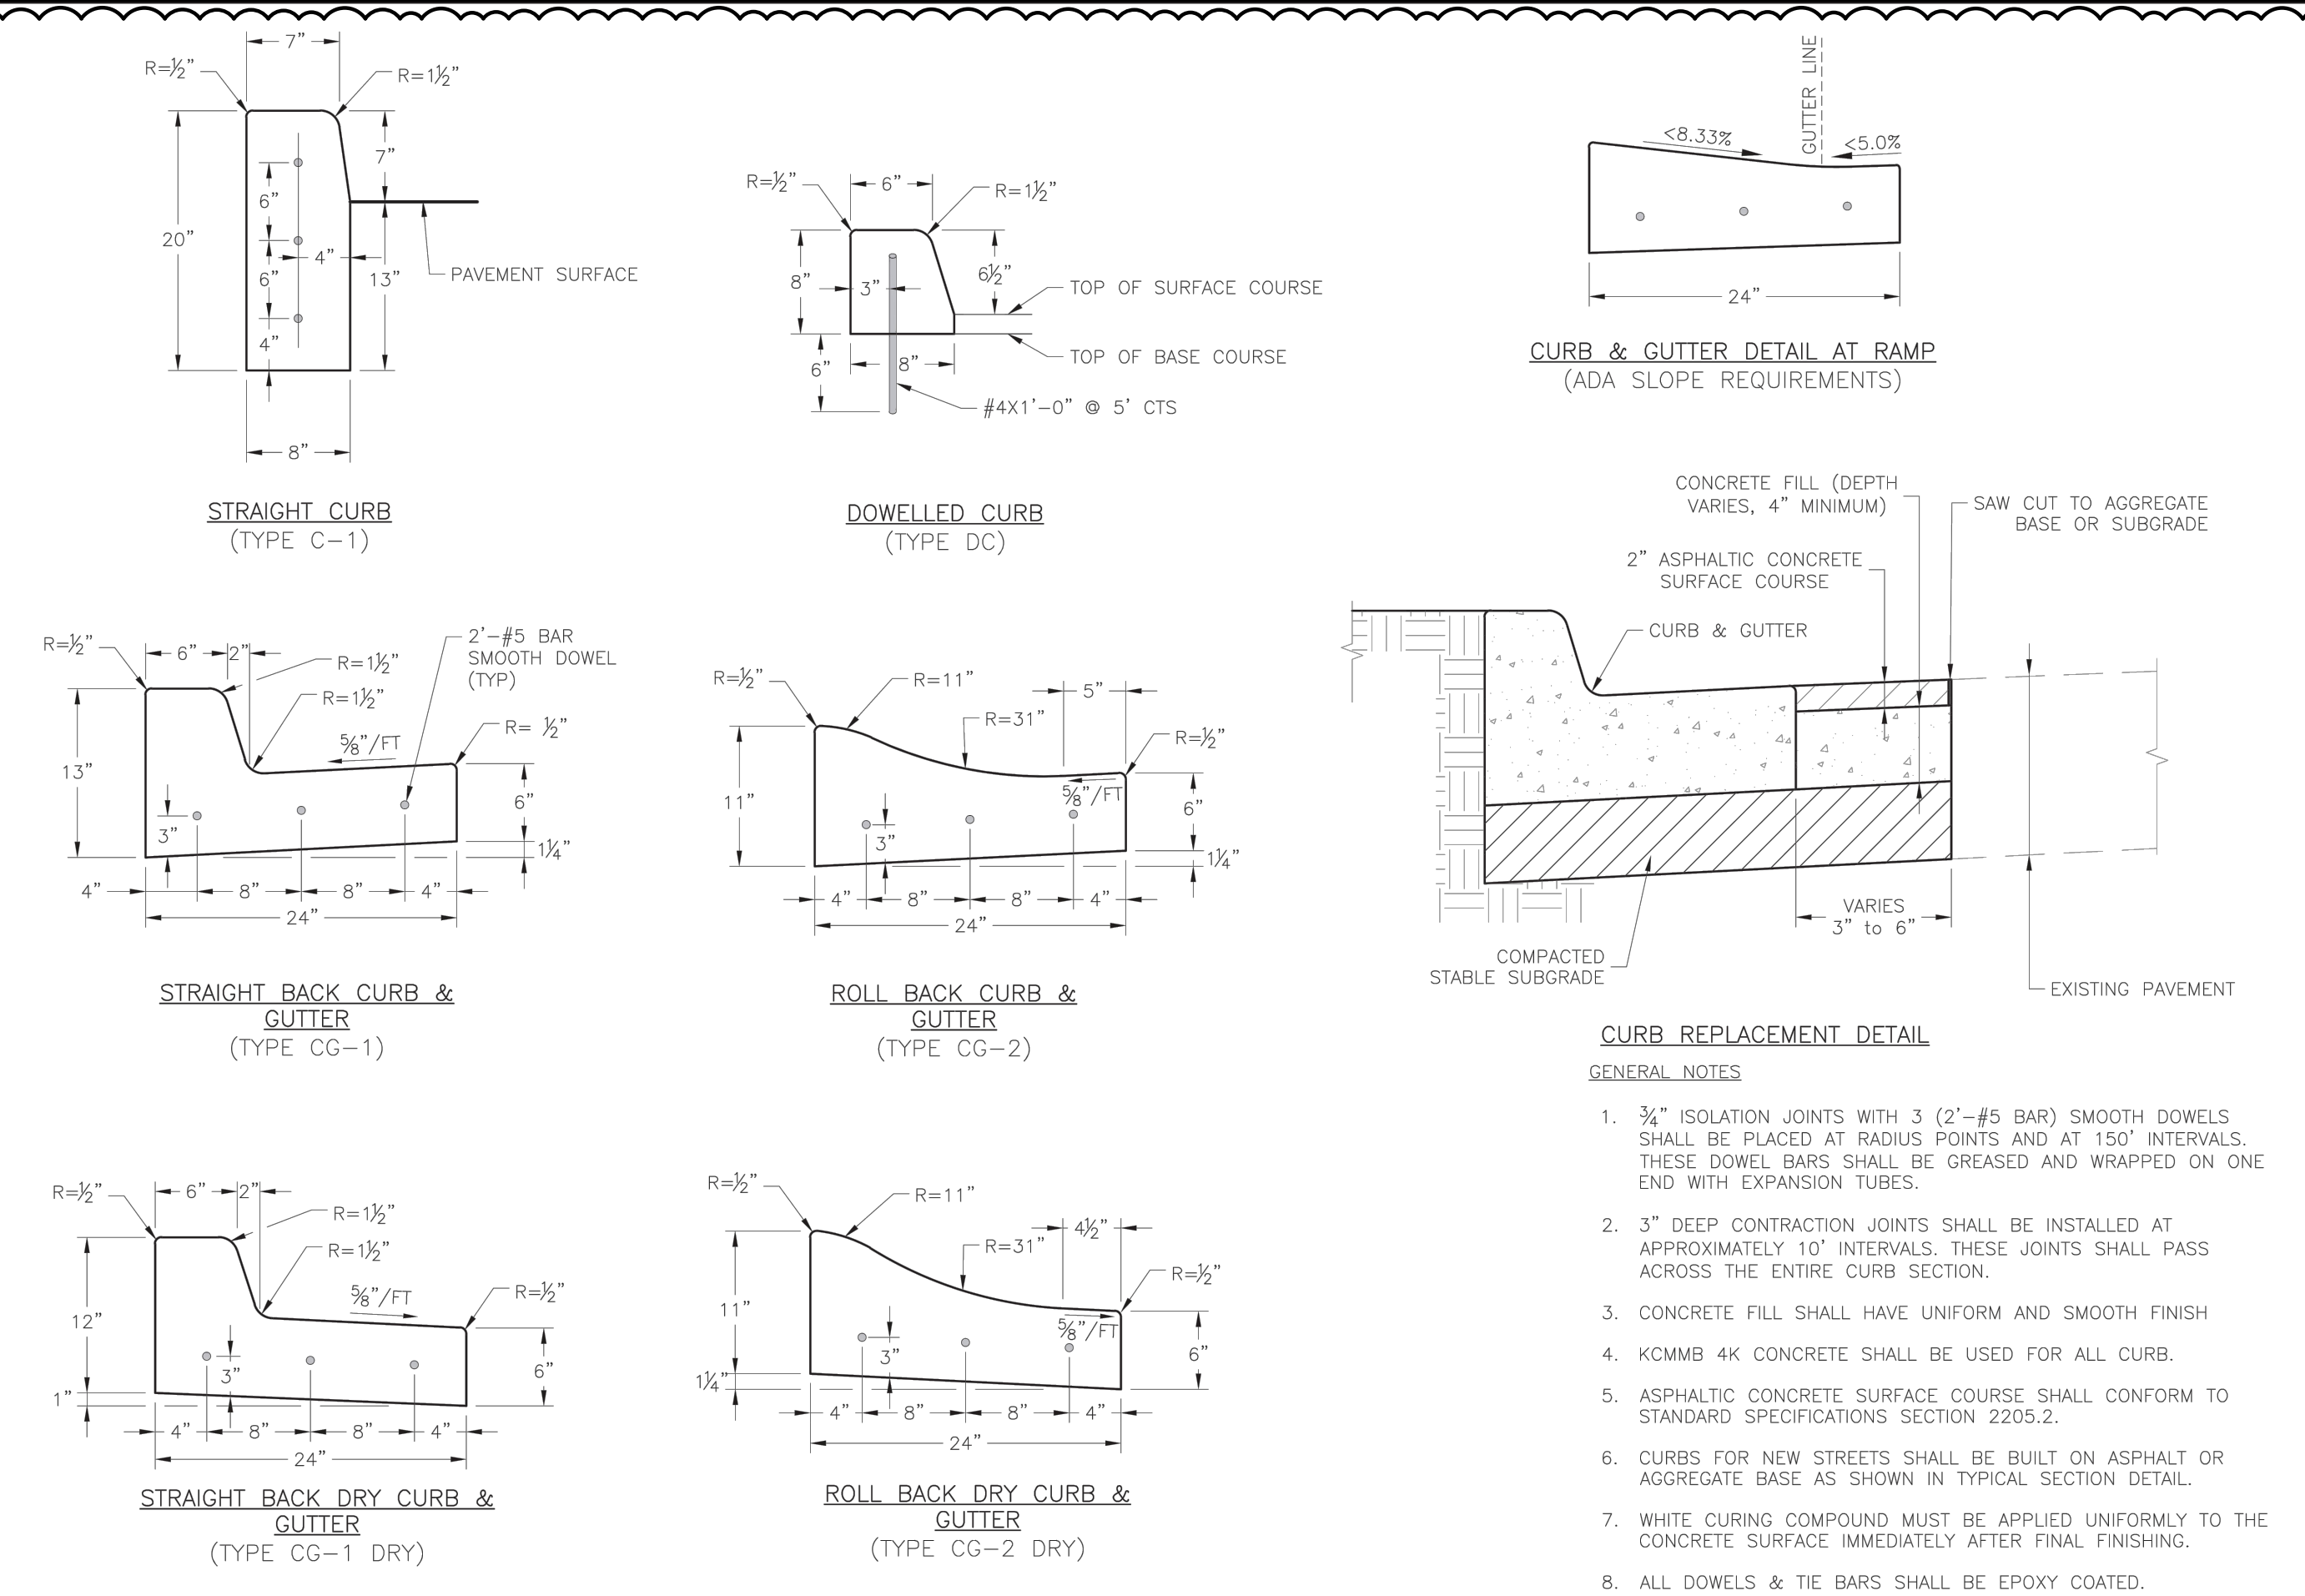 7"
R=½"
R=1½"
7"
6"
20"
6"
4"
13"
4"
PAVEMENT SURFACE
8"
STRAIGHT CURB
(TYPE C-1)
R=½"
6"
R=1½"
8"
3"
6½"
TOP OF SURFACE COURSE
6"
8"
TOP OF BASE COURSE
#4X1'-0" @ 5' CTS
DOWELLED CURB
(TYPE DC)
GUTTER LINE
<8.33%
<5.0%
24"
CURB & GUTTER DETAIL AT RAMP
(ADA SLOPE REQUIREMENTS)
R=½"
6"
2"
R=1½"
R=1½"
2'-#5 BAR
SMOOTH DOWEL
(TYP)
R= ½"
⅝"/FT
13"
3"
6"
1¼"
4"
8"
8"
4"
24"
STRAIGHT BACK CURB &
GUTTER
(TYPE CG-1)
R=½"
R=11"
5"
R=31"
R=½"
⅝"/FT
11"
3"
6"
1¼"
4"
8"
8"
4"
24"
ROLL BACK CURB &
GUTTER
(TYPE CG-2)
CONCRETE FILL (DEPTH
VARIES, 4" MINIMUM)
SAW CUT TO AGGREGATE
BASE OR SUBGRADE
2" ASPHALTIC CONCRETE
SURFACE COURSE
CURB & GUTTER
VARIES
3" to 6"
COMPACTED
STABLE SUBGRADE
EXISTING PAVEMENT
CURB REPLACEMENT DETAIL
R=½"
6"
2"
R=1½"
R=1½"
⅝"/FT
R=½"
12"
3"
6"
1"
4"
8"
8"
4"
24"
STRAIGHT BACK DRY CURB &
GUTTER
(TYPE CG-1 DRY)
R=½"
R=11"
4½"
R=31"
R=½"
⅝"/FT
11"
3"
6"
1¼"
4"
8"
8"
4"
24"
ROLL BACK DRY CURB &
GUTTER
(TYPE CG-2 DRY)
GENERAL NOTES
1. ¾" ISOLATION JOINTS WITH 3 (2'-#5 BAR) SMOOTH DOWELS
SHALL BE PLACED AT RADIUS POINTS AND AT 150' INTERVALS.
THESE DOWEL BARS SHALL BE GREASED AND WRAPPED ON ONE
END WITH EXPANSION TUBES.
2. 3" DEEP CONTRACTION JOINTS SHALL BE INSTALLED AT
APPROXIMATELY 10' INTERVALS. THESE JOINTS SHALL PASS
ACROSS THE ENTIRE CURB SECTION.
3. CONCRETE FILL SHALL HAVE UNIFORM AND SMOOTH FINISH
4. KCMMB 4K CONCRETE SHALL BE USED FOR ALL CURB.
5. ASPHALTIC CONCRETE SURFACE COURSE SHALL CONFORM TO
STANDARD SPECIFICATIONS SECTION 2205.2.
6. CURBS FOR NEW STREETS SHALL BE BUILT ON ASPHALT OR
AGGREGATE BASE AS SHOWN IN TYPICAL SECTION DETAIL.
7. WHITE CURING COMPOUND MUST BE APPLIED UNIFORMLY TO THE
CONCRETE SURFACE IMMEDIATELY AFTER FINAL FINISHING.
8. ALL DOWELS & TIE BARS SHALL BE EPOXY COATED.